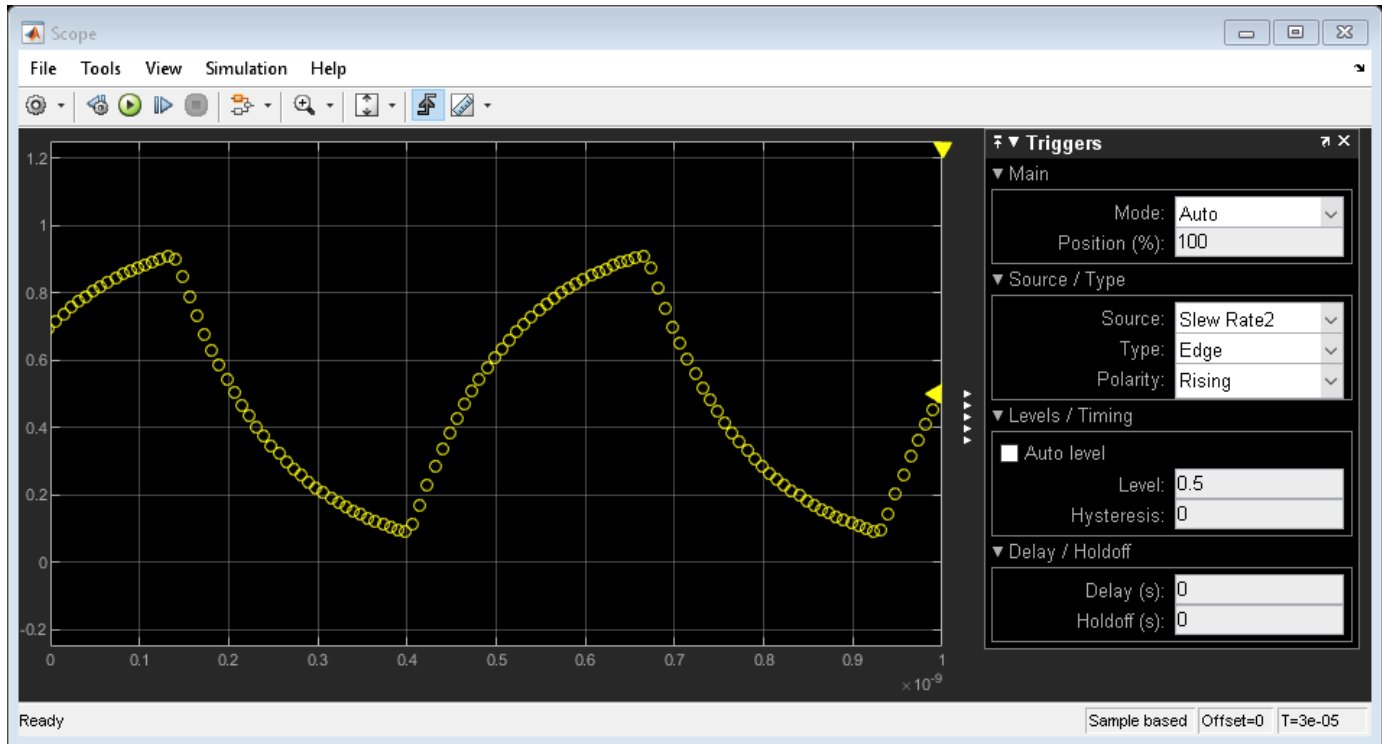 Scope
File Tools View Simulation Help
1.2
1
0.8
0.6
0.4
0.2
0
-0.2
0 0.1 0.2 0.3 0.4 0.5 0.6 0.7 0.8 0.9 1
×10-9
Triggers
Main
Mode: Auto
Position (%): 100
Source / Type
Source: Slew Rate2
Type: Edge
Polarity: Rising
Levels / Timing
Auto level
Level: 0.5
Hysteresis: 0
Delay / Holdoff
Delay (s): 0
Holdoff (s): 0
Ready Sample based Offset=0 T=3e-05